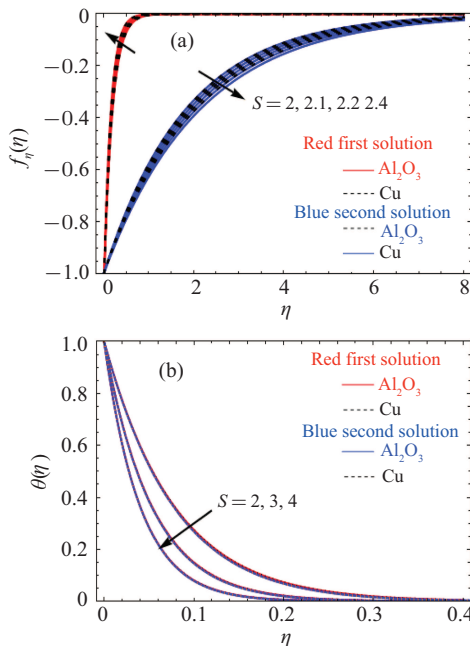 0
(a)
−0.2
S = 2, 2.1, 2.2 2.4
−0.4
f_η(η)
Red first solution
Al₂O₃
−0.6
Cu
Blue second solution
−0.8
Al₂O₃
Cu
−1.0
0 2 4 6 8
η
1.0
(b)
Red first solution
Al₂O₃
0.8
Cu
Blue second solution
0.6
Al₂O₃
θ(η)
Cu
0.4
S = 2, 3, 4
0.2
0
0 0.1 0.2 0.3 0.4
η